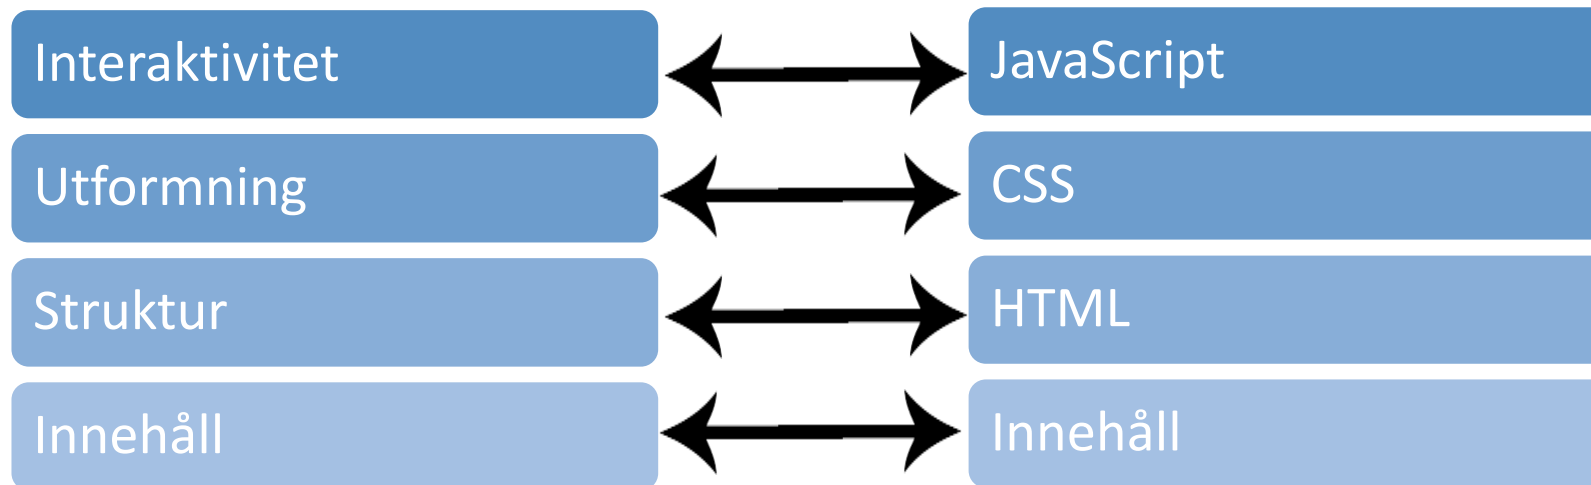 Interaktivitet
JavaScript
Utformning
CSS
Struktur
HTML
Innehåll
Innehåll